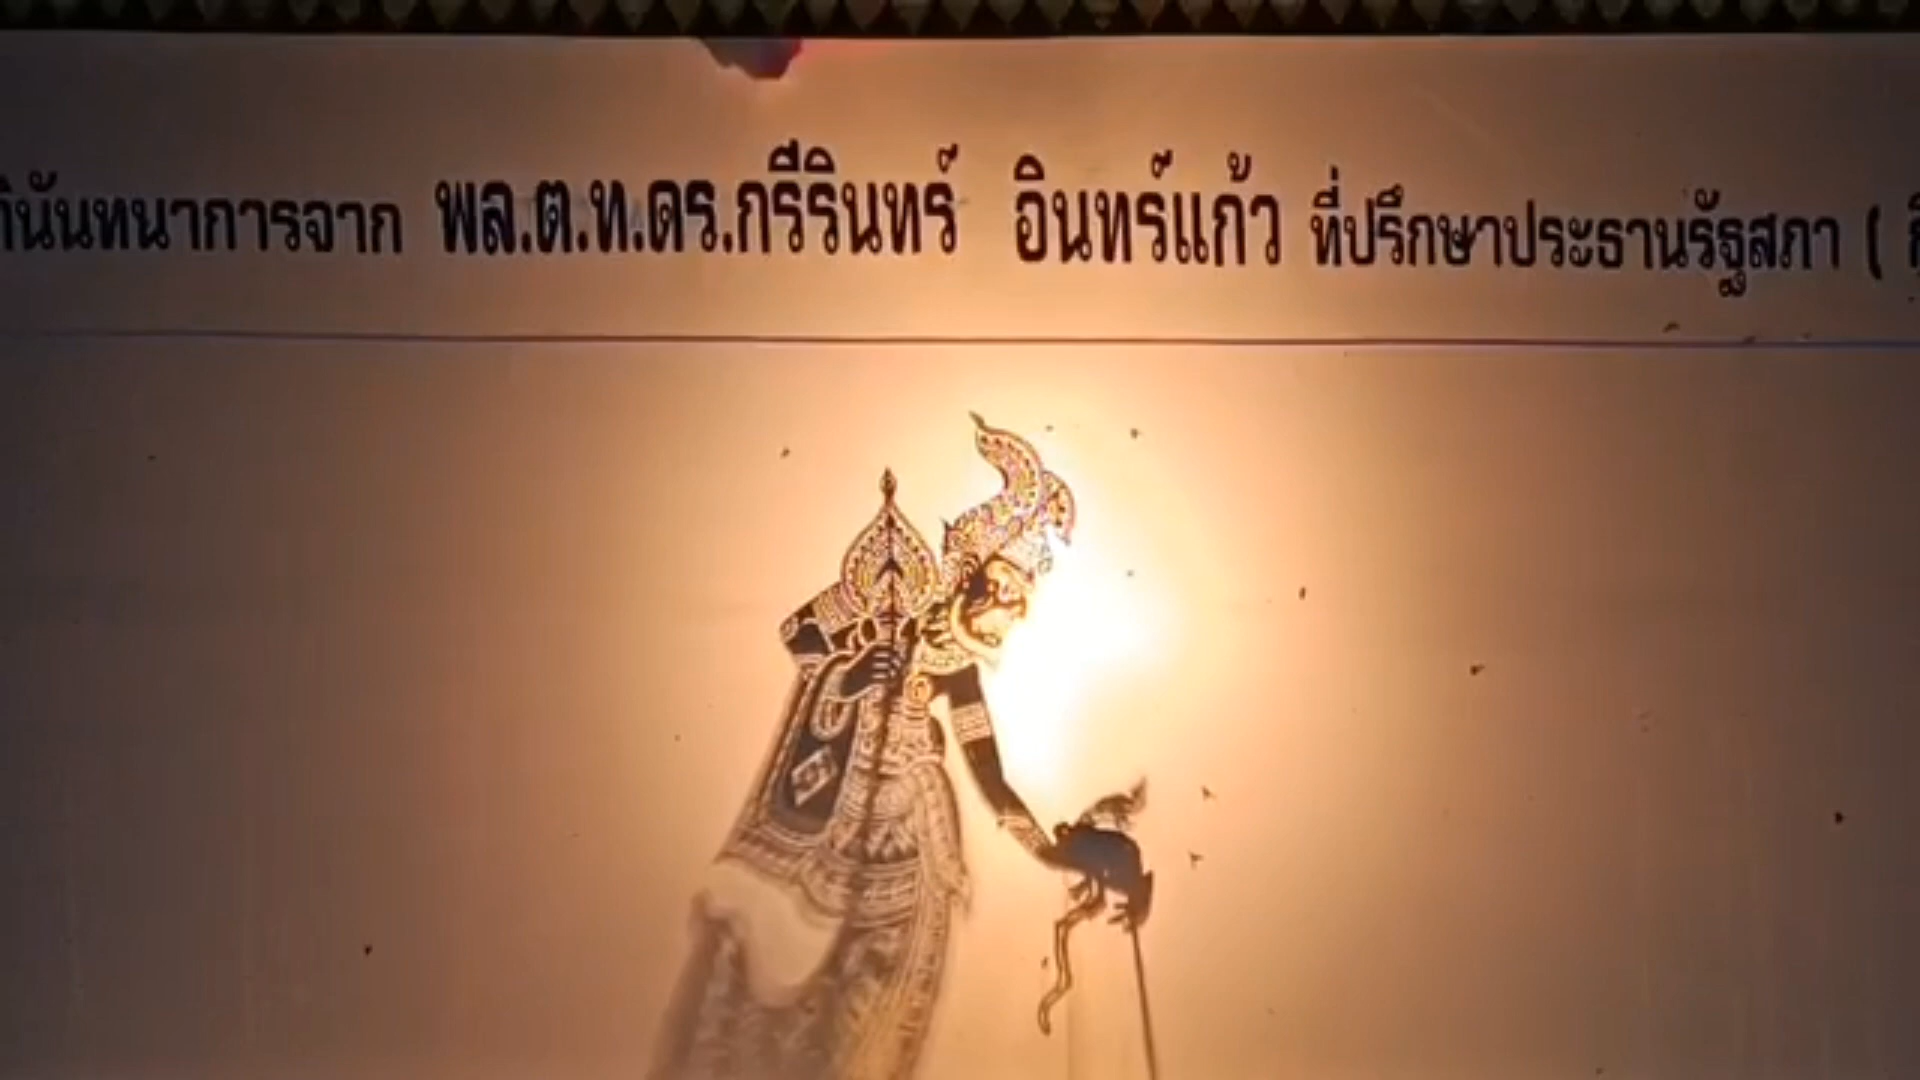 นันทนาการจาก พล.ต.ท.ดร.กรีรินทร์ อินทร์แก้ว ที่ปรึกษาประธานรัฐสภา (